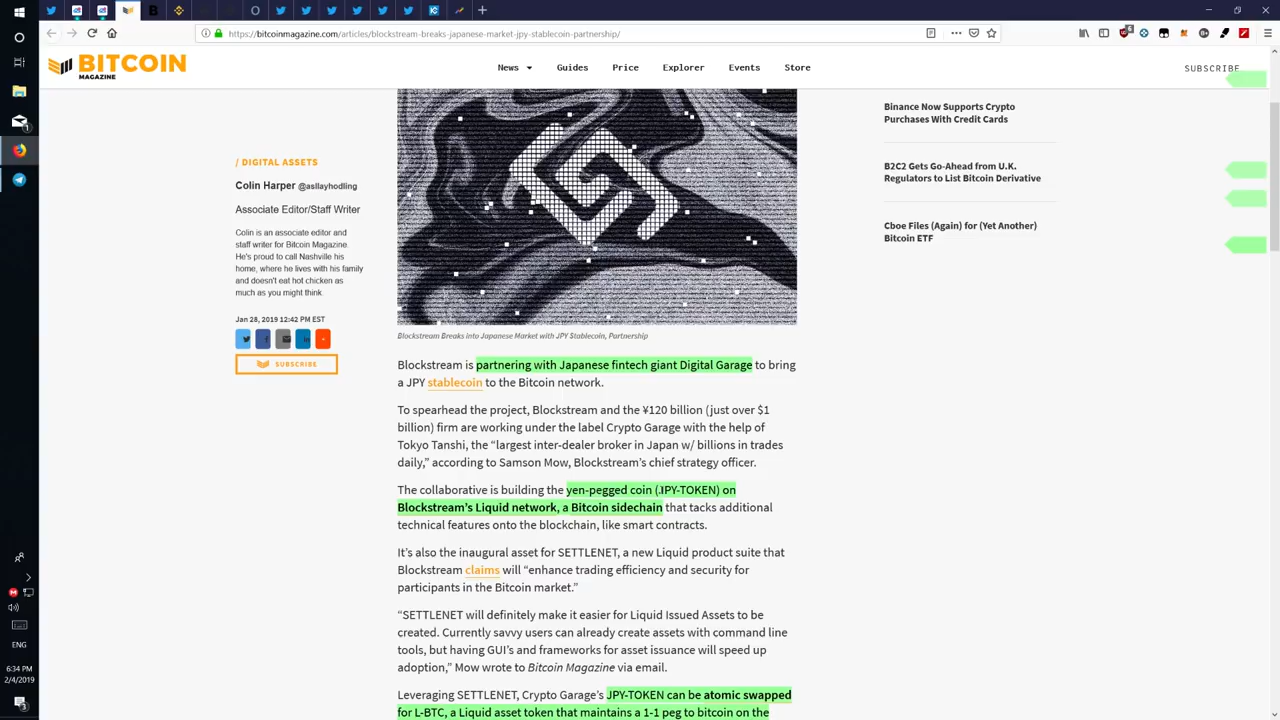 https://bitcoinmagazine.com/articles/blockstream-breaks-japanese-market-jpy-stablecoin-partnership/
BITCOIN
MAGAZINE
News
Guides
Price
Explorer
Events
Store
SUBSCRIBE
/ DIGITAL ASSETS
Colin Harper @asllayhodling
Associate Editor/Staff Writer
Colin is an associate editor and
staff writer for Bitcoin Magazine.
He's proud to call Nashville his
home, where he lives with his family
and doesn't eat hot chicken as
much as you might think.
Jan 28, 2019 12:42 PM EST
SUBSCRIBE
Blockstream Breaks into Japanese Market with JPY Stablecoin, Partnership
Blockstream is partnering with Japanese fintech giant Digital Garage to bring
a JPY stablecoin to the Bitcoin network.
To spearhead the project, Blockstream and the ¥120 billion (just over $1
billion) firm are working under the label Crypto Garage with the help of
Tokyo Tanshi, the “largest inter-dealer broker in Japan w/ billions in trades
daily,” according to Samson Mow, Blockstream’s chief strategy officer.
The collaborative is building the yen-pegged coin (JPY-TOKEN) on
Blockstream’s Liquid network, a Bitcoin sidechain that tacks additional
technical features onto the blockchain, like smart contracts.
It’s also the inaugural asset for SETTLENET, a new Liquid product suite that
Blockstream claims will “enhance trading efficiency and security for
participants in the Bitcoin market.”
“SETTLENET will definitely make it easier for Liquid Issued Assets to be
created. Currently savvy users can already create assets with command line
tools, but having GUI’s and frameworks for asset issuance will speed up
adoption,” Mow wrote to Bitcoin Magazine via email.
Leveraging SETTLENET, Crypto Garage’s JPY-TOKEN can be atomic swapped
for L-BTC, a Liquid asset token that maintains a 1-1 peg to bitcoin on the
Binance Now Supports Crypto
Purchases With Credit Cards
B2C2 Gets Go-Ahead from U.K.
Regulators to List Bitcoin Derivative
Cboe Files (Again) for (Yet Another)
Bitcoin ETF
ENG
6:34 PM
2/4/2019